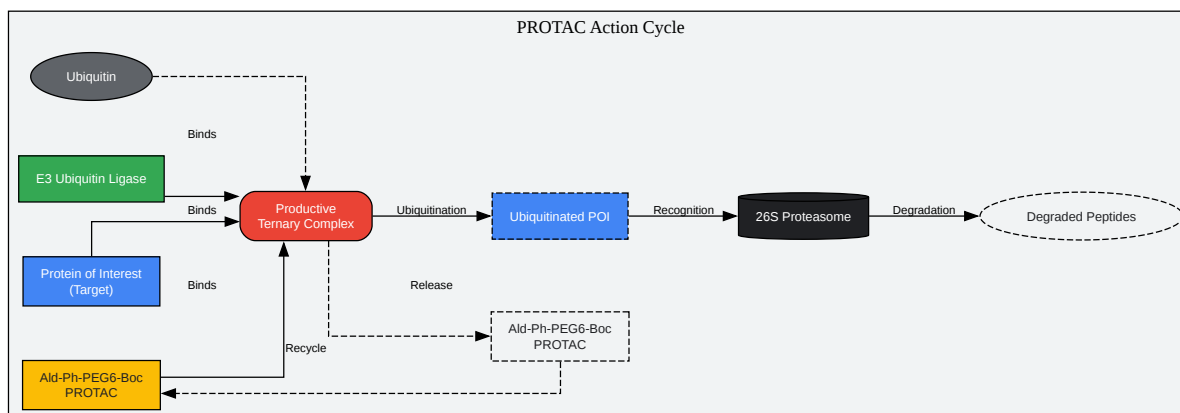 PROTAC Action Cycle
Ubiquitin
Binds
E3 Ubiquitin Ligase
Binds
Productive
Ternary Complex
Ubiquitination
Ubiquitinated POI
Recognition
26S Proteasome
Degradation
Degraded Peptides
Protein of Interest
(Target)
Binds
Release
Ald-Ph-PEG6-Boc
PROTAC
Recycle
Ald-Ph-PEG6-Boc
PROTAC